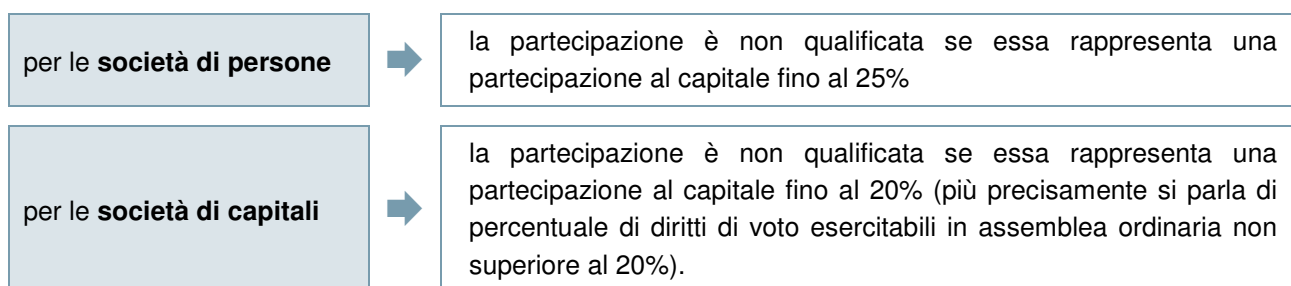 per le società di persone
la partecipazione è non qualificata se essa rappresenta una
partecipazione al capitale fino al 25%
per le società di capitali
la partecipazione è non qualificata se essa rappresenta una
partecipazione al capitale fino al 20% (più precisamente si parla di
percentuale di diritti di voto esercitabili in assemblea ordinaria non
superiore al 20%).